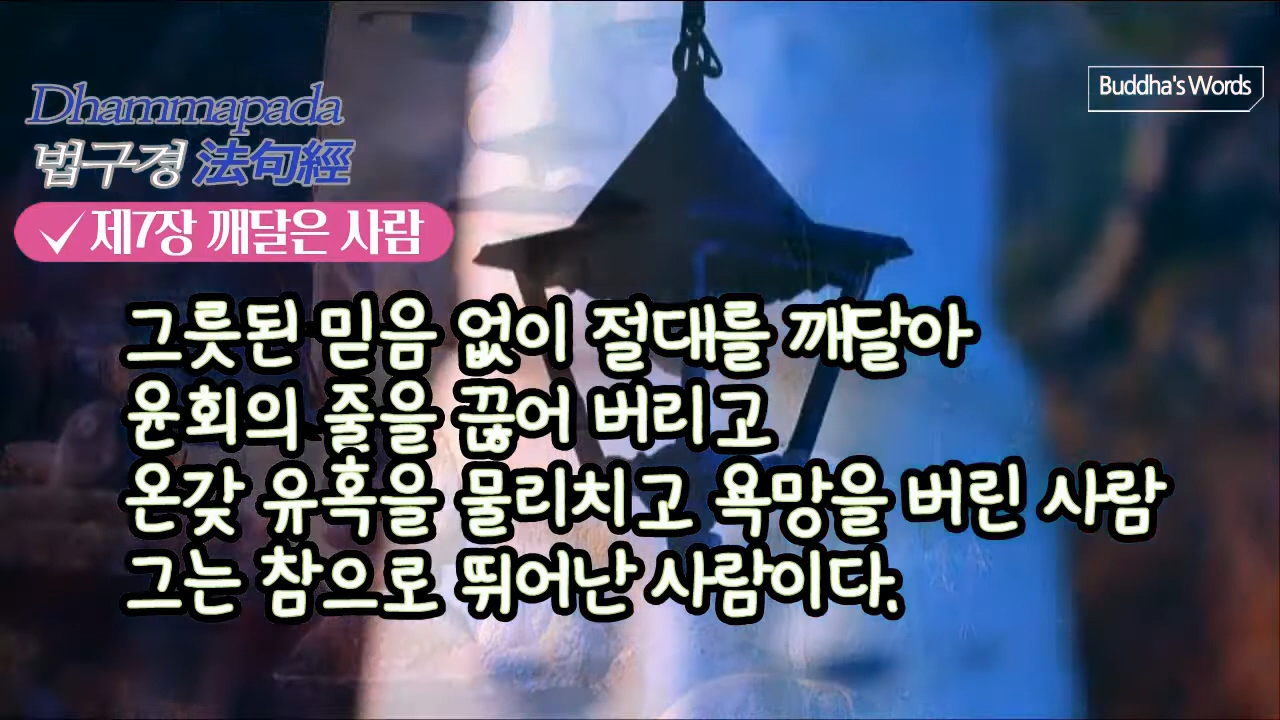 Dhammapada
법구경 法句經
제7장 깨달은 사람
Buddha's Words
그릇된 믿음 없이 절대를 깨달아
윤회의 줄을 끊어 버리고
온갖 유혹을 물리치고 욕망을 버린 사람
그는 참으로 뛰어난 사람이다.